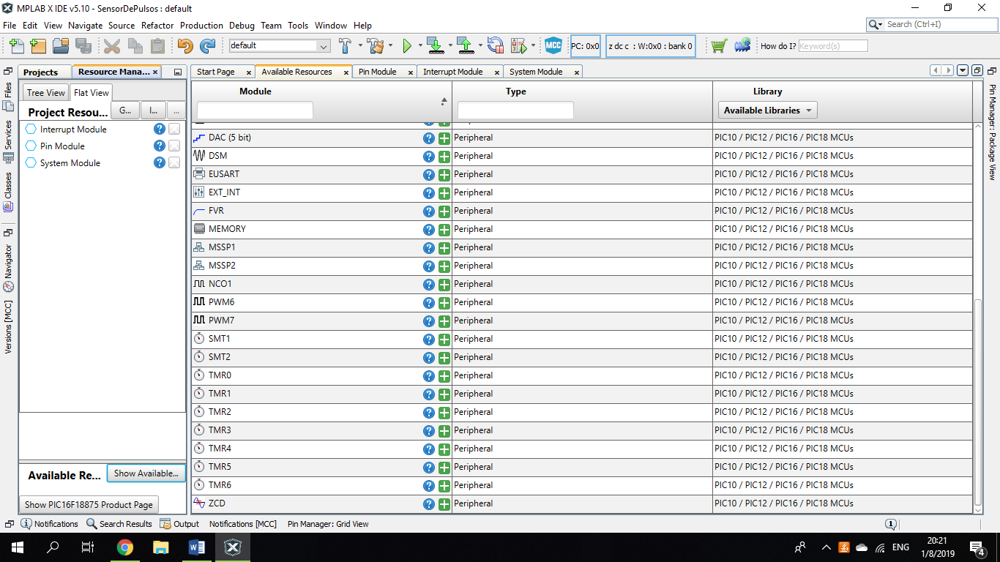 MPLAB X IDE v5.10 - SensorDePulsos : default
File Edit View Navigate Source Refactor Production Debug Team Tools Window Help
Search (Ctrl+I)
default
MCC
PC: 0x0
z dc c : W:0x0 : bank 0
How do I?
Keyword(s)
Files
Services
Classes
Navigator
Versions [MCC]
Projects
Resource Mana... ×
Tree View
Flat View
Project Resou...
G...
I...
...
Interrupt Module
Pin Module
System Module
Available Re...
Show Available...
Show PIC16F18875 Product Page
Start Page ×
Available Resources ×
Pin Module ×
Interrupt Module ×
System Module ×
Module Type Library
Available Libraries
DAC (5 bit) Peripheral PIC10 / PIC12 / PIC16 / PIC18 MCUs
DSM Peripheral PIC10 / PIC12 / PIC16 / PIC18 MCUs
EUSART Peripheral PIC10 / PIC12 / PIC16 / PIC18 MCUs
EXT_INT Peripheral PIC10 / PIC12 / PIC16 / PIC18 MCUs
FVR Peripheral PIC10 / PIC12 / PIC16 / PIC18 MCUs
MEMORY Peripheral PIC10 / PIC12 / PIC16 / PIC18 MCUs
MSSP1 Peripheral PIC10 / PIC12 / PIC16 / PIC18 MCUs
MSSP2 Peripheral PIC10 / PIC12 / PIC16 / PIC18 MCUs
NCO1 Peripheral PIC10 / PIC12 / PIC16 / PIC18 MCUs
PWM6 Peripheral PIC10 / PIC12 / PIC16 / PIC18 MCUs
PWM7 Peripheral PIC10 / PIC12 / PIC16 / PIC18 MCUs
SMT1 Peripheral PIC10 / PIC12 / PIC16 / PIC18 MCUs
SMT2 Peripheral PIC10 / PIC12 / PIC16 / PIC18 MCUs
TMR0 Peripheral PIC10 / PIC12 / PIC16 / PIC18 MCUs
TMR1 Peripheral PIC10 / PIC12 / PIC16 / PIC18 MCUs
TMR2 Peripheral PIC10 / PIC12 / PIC16 / PIC18 MCUs
TMR3 Peripheral PIC10 / PIC12 / PIC16 / PIC18 MCUs
TMR4 Peripheral PIC10 / PIC12 / PIC16 / PIC18 MCUs
TMR5 Peripheral PIC10 / PIC12 / PIC16 / PIC18 MCUs
TMR6 Peripheral PIC10 / PIC12 / PIC16 / PIC18 MCUs
ZCD Peripheral PIC10 / PIC12 / PIC16 / PIC18 MCUs
Pin Manager: Package View
Notifications
Search Results
Output
Notifications [MCC]
Pin Manager: Grid View
1
ENG
20:21
1/8/2019
4